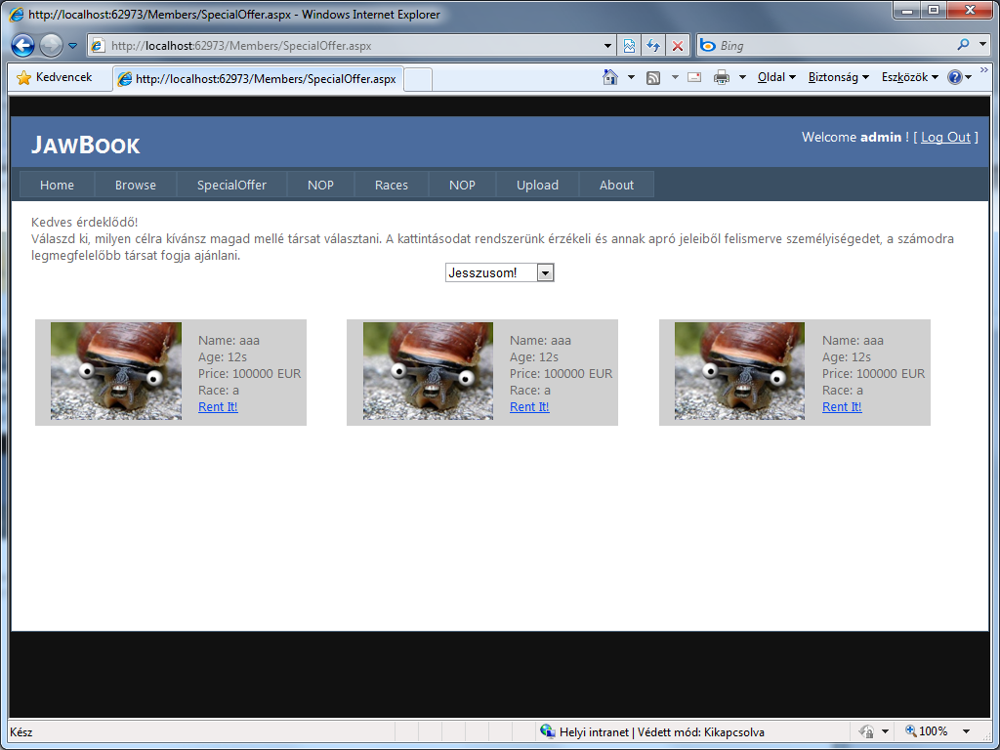 http://localhost:62973/Members/SpecialOffer.aspx - Windows Internet Explorer
http://localhost:62973/Members/SpecialOffer.aspx
Bing
Kedvencek
http://localhost:62973/Members/SpecialOffer.aspx
Oldal Biztonság Eszközök
JAWBOOK
Welcome admin ! [ Log Out ]
Home Browse SpecialOffer NOP Races NOP Upload About
Kedves érdeklődő!
Válaszd ki, milyen célra kívánsz magad mellé társat választani. A kattintásodat rendszerünk érzékeli és annak apró jeleiből felismerve személyiségedet, a számodra
legmegfelelőbb társat fogja ajánlani.
Jesszusom!
Name: aaa
Age: 12s
Price: 100000 EUR
Race: a
Rent It!
Name: aaa
Age: 12s
Price: 100000 EUR
Race: a
Rent It!
Name: aaa
Age: 12s
Price: 100000 EUR
Race: a
Rent It!
Kész
Helyi intranet | Védett mód: Kikapcsolva
100%